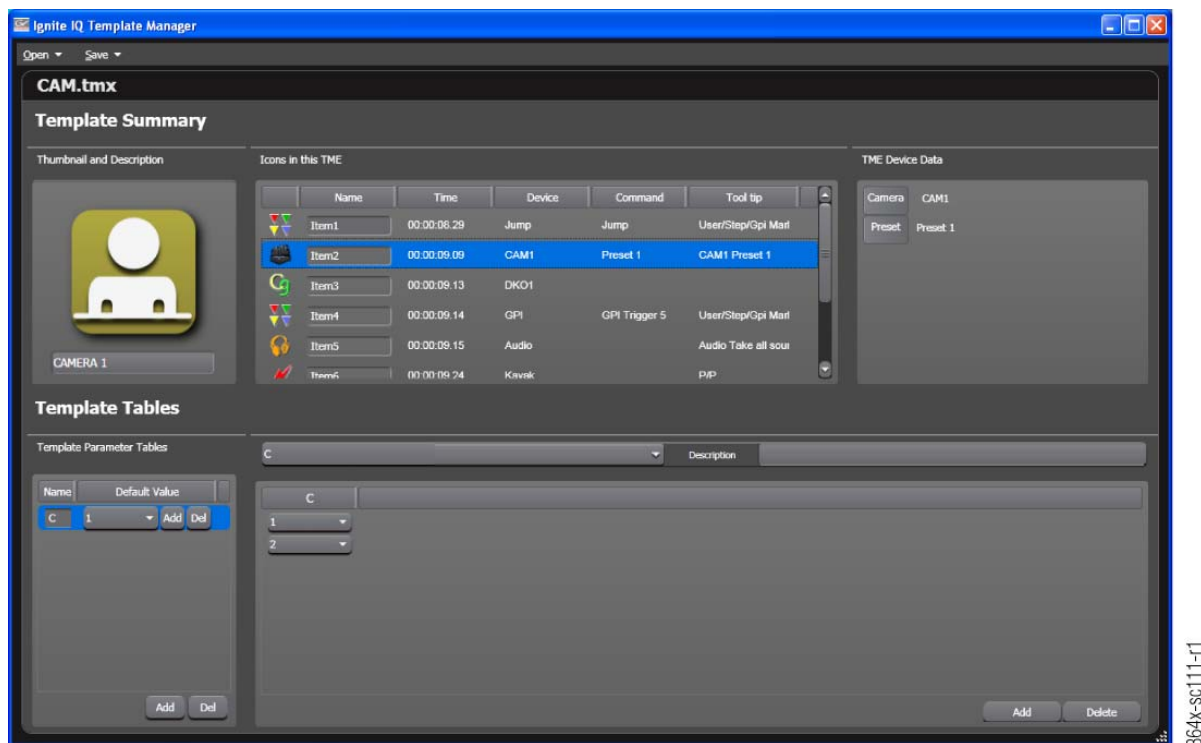 Ignite IQ Template Manager
Open Save
CAM.tmx
Template Summary
Thumbnail and Description
CAMERA 1
Icons in this TME
Name Time Device Command Tool tip
Item1 00:00:08.29 Jump Jump User/Step/Gpi Marl
Item2 00:00:09.09 CAM1 Preset 1 CAM1 Preset 1
Cg Item3 00:00:09.13 DKO1
Item4 00:00:09.14 GPI GPI Trigger 5 User/Step/Gpi Marl
Item5 00:00:09.15 Audio Audio Take all sour
Item6 00:00:09.24 Kayak P/P
TME Device Data
Camera CAM1
Preset Preset 1
Template Tables
Template Parameter Tables
Name Default Value
C 1 Add Del
Add Del
C Description
C
1
2
Add Delete
864x-sc111-r1